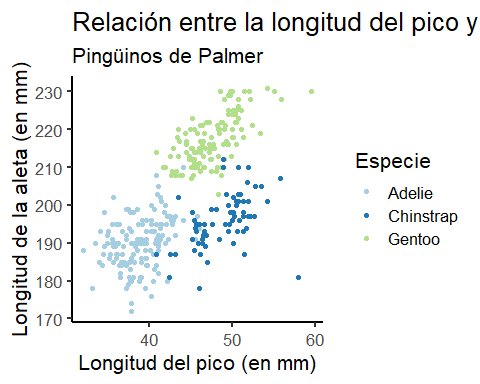 Relación entre la longitud del pico y
Pingüinos de Palmer
Longitud de la aleta (en mm)
230
220
210
200
190
180
170
40
50
60
Longitud del pico (en mm)
Especie
Adelie
Chinstrap
Gentoo